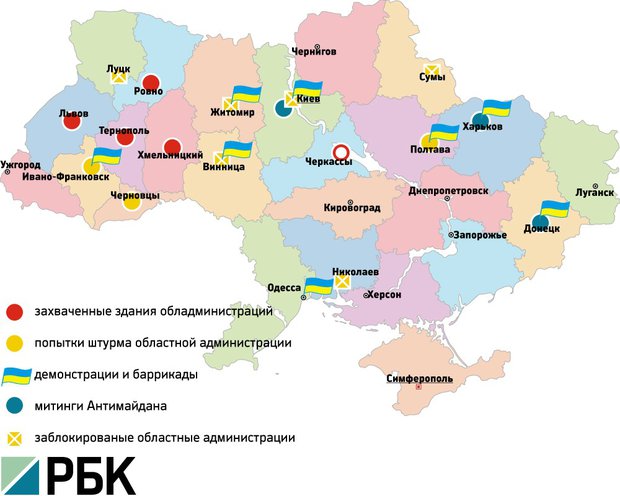 Чернигов
Луцк
Ровно
Сумы
Киев
Житомир
Львов
Тернополь
Харьков
Хмельницкий
Полтава
Ужгород
Ивано-Франковск
Винница
Черкассы
Черновцы
Днепропетровск
Луганск
Кировоград
Донецк
Запорожье
Николаев
Одесса
Херсон
Симферополь
захваченные здания обладминистраций
попытки штурма областной администрации
демонстрации и баррикады
митинги Антимайдана
заблокированые областные администрации
РБК